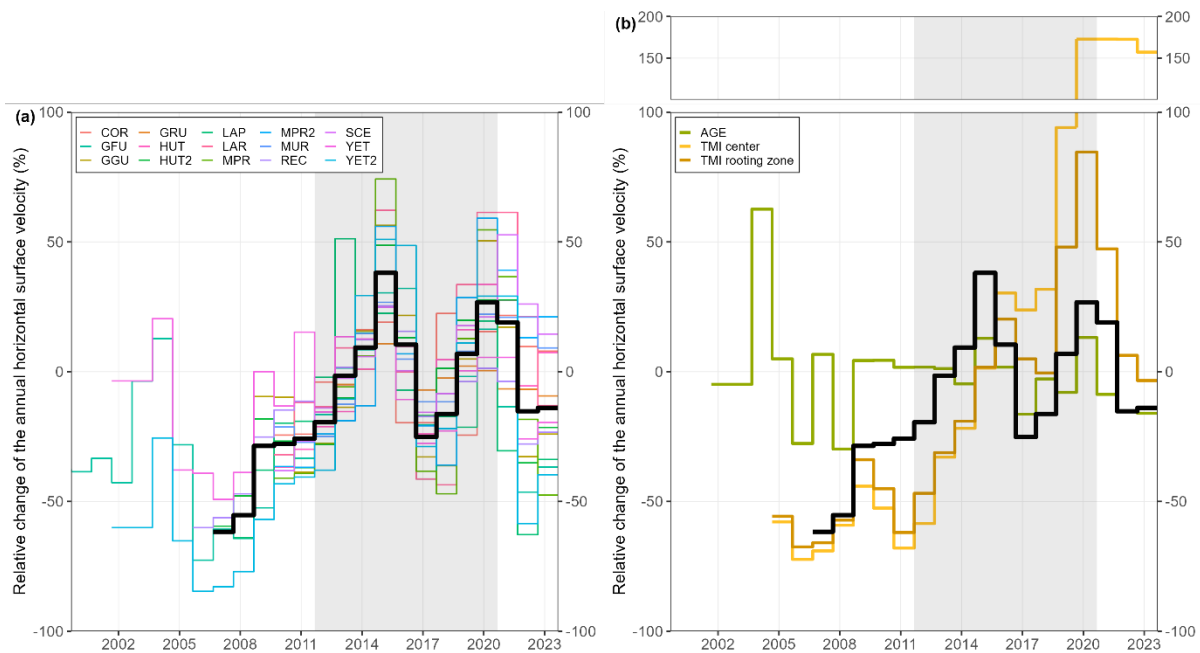 (a)
Relative change of the annual horizontal surface velocity (%)
100
50
0
-50
-100
COR GRU LAP MPR2 SCE
GFU HUT LAR MUR YET
GGU HUT2 MPR REC YET2
100
50
0
-50
-100
2002 2005 2008 2011 2014 2017 2020 2023
(b)
200
150
200
150
Relative change of the annual horizontal surface velocity (%)
100
50
0
-50
-100
AGE
TMI center
TMI rooting zone
100
50
0
-50
-100
2002 2005 2008 2011 2014 2017 2020 2023